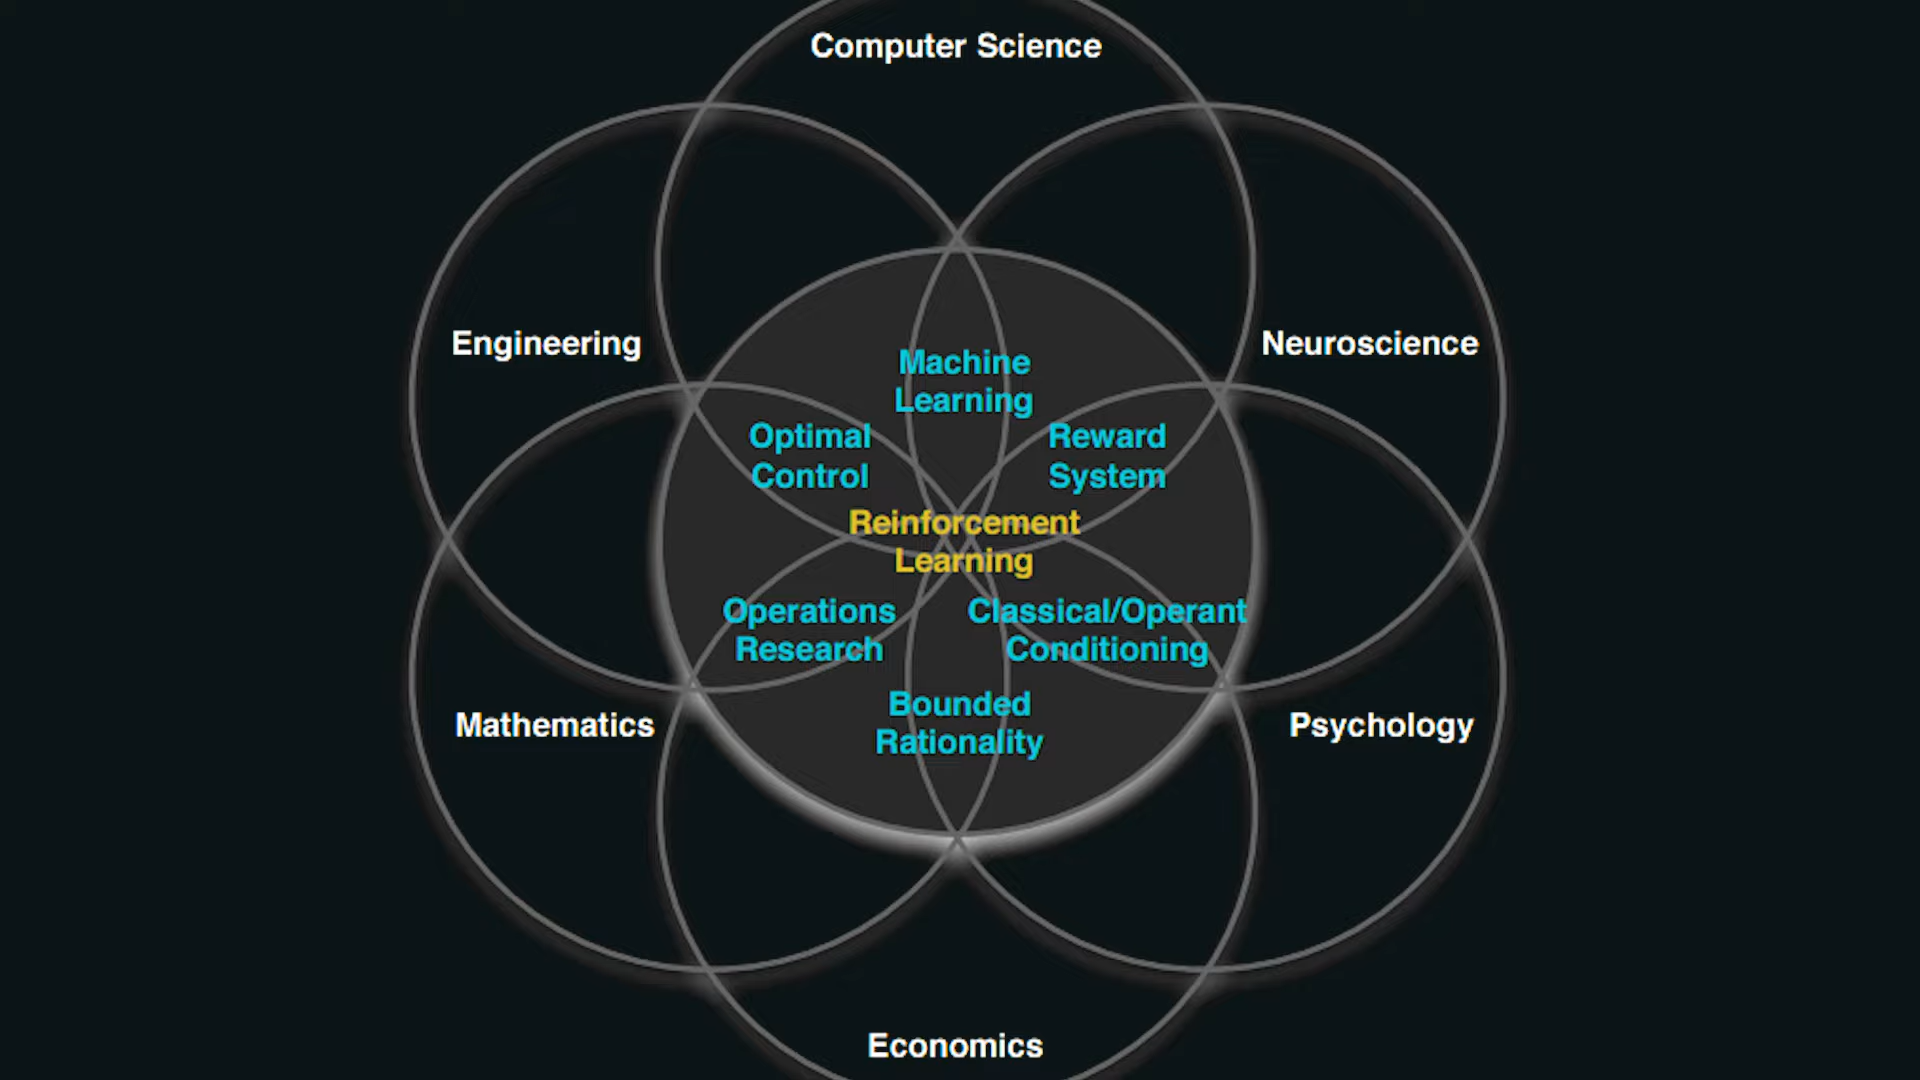 Computer Science
Engineering
Neuroscience
Machine
Learning
Optimal
Control
Reward
System
Reinforcement
Learning
Operations
Research
Classical/Operant
Conditioning
Bounded
Rationality
Mathematics
Psychology
Economics